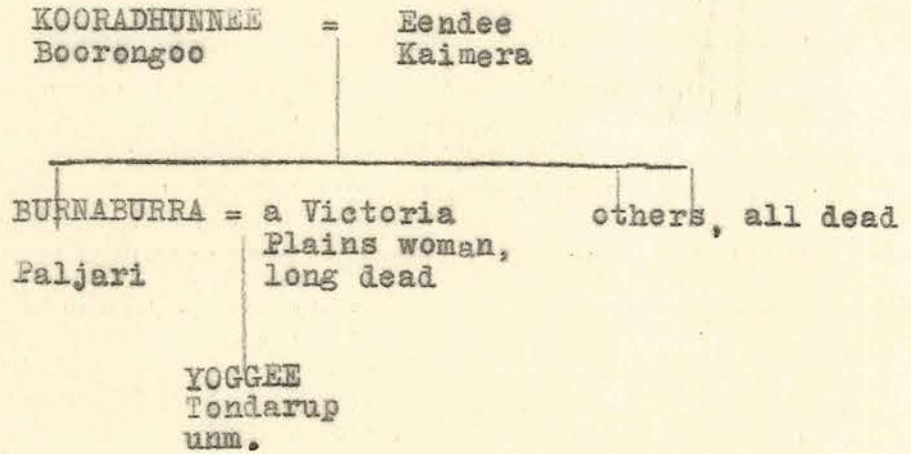 KOORADHUNNEE = Eendee
Boorongoo Kaimera
BURNABURRA = a Victoria others, all dead
Plains woman,
Paljari long dead
YOGGEE
Tondarup
unm.